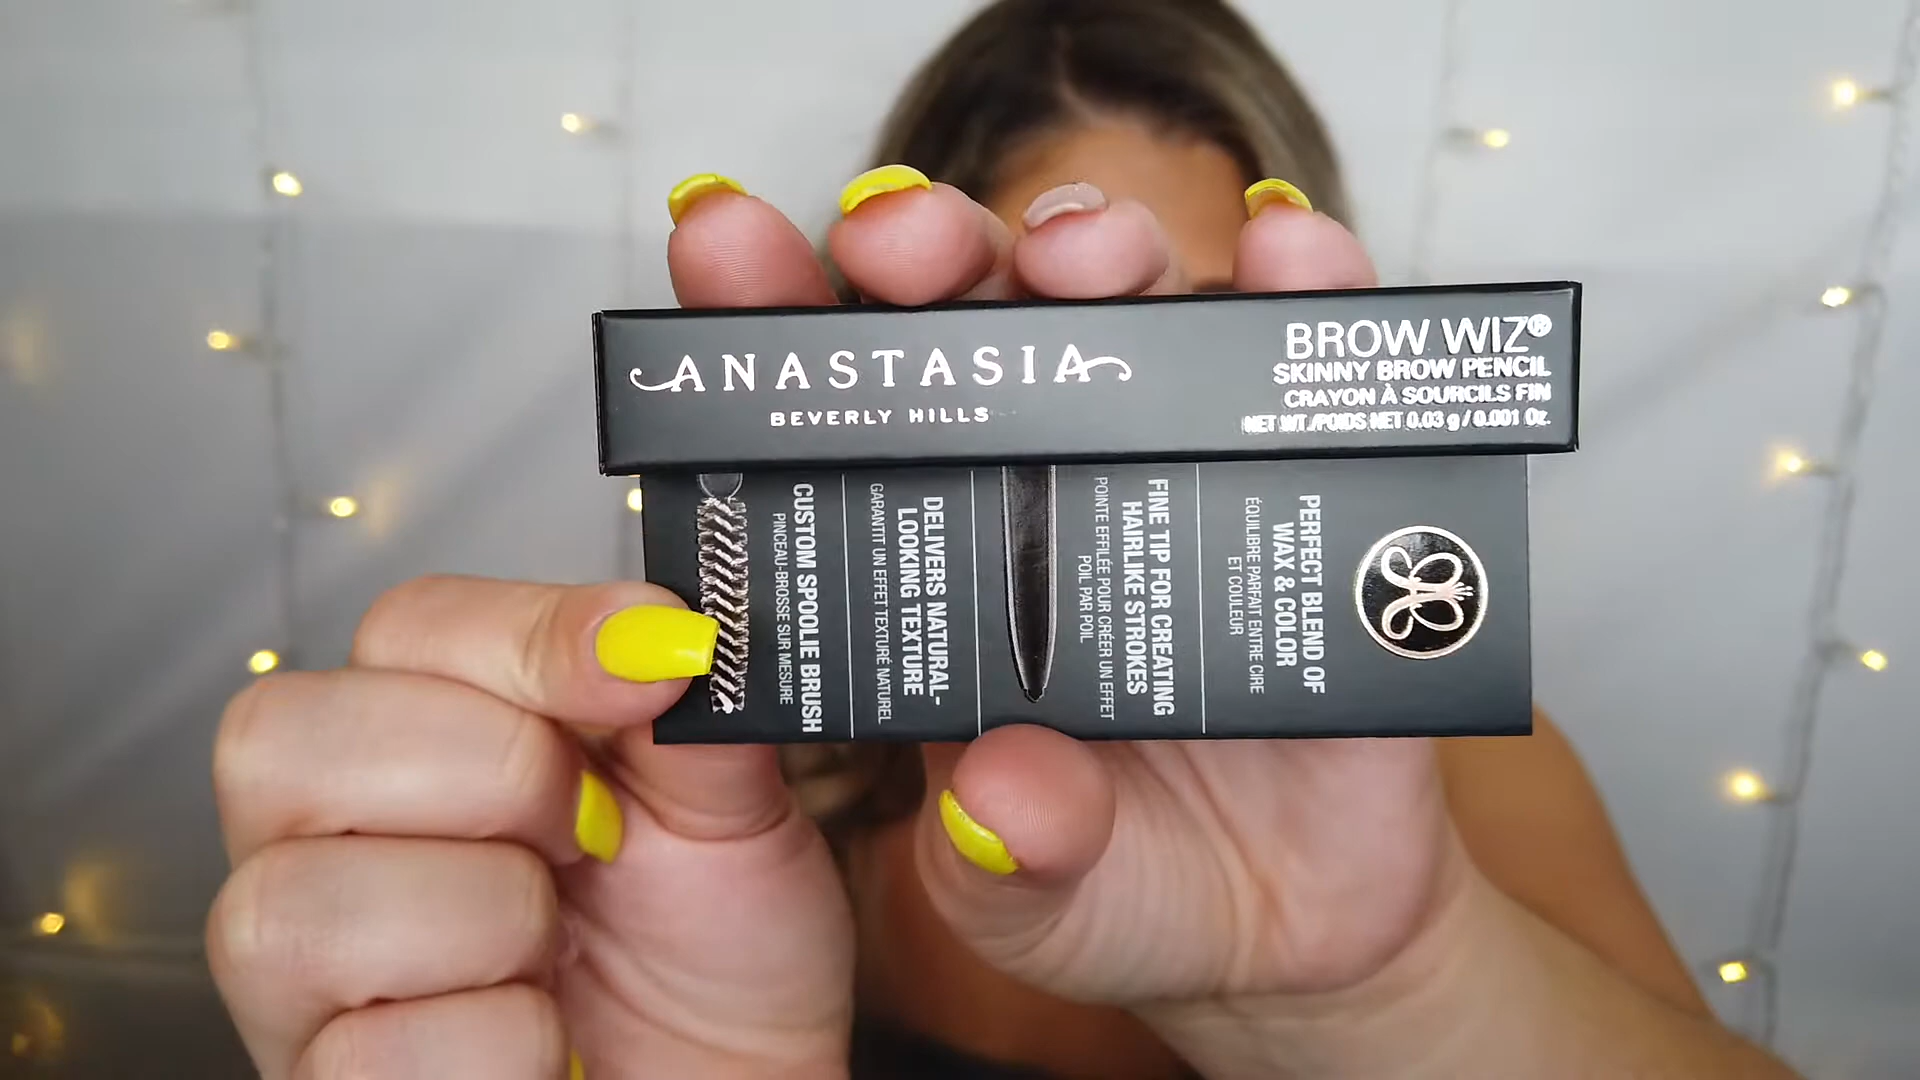 ANASTASIA
BEVERLY HILLS
BROW WIZ®
SKINNY BROW PENCIL
CRAYON À SOURCILS FIN
NET WT./POIDS NET 0.03 g / 0.001 Oz.
PERFECT BLEND OF
WAX & COLOR
ÉQUILIBRE PARFAIT ENTRE CIRE
ET COULEUR
FINE TIP FOR CREATING
HAIRLIKE STROKES
POINTE EFFILÉE POUR CRÉER UN EFFET
POIL PAR POIL
DELIVERS NATURAL-
LOOKING TEXTURE
GARANTIT UN EFFET TEXTURÉ NATUREL
CUSTOM SPOOLIE BRUSH
PINCEAU-BROSSE SUR MESURE